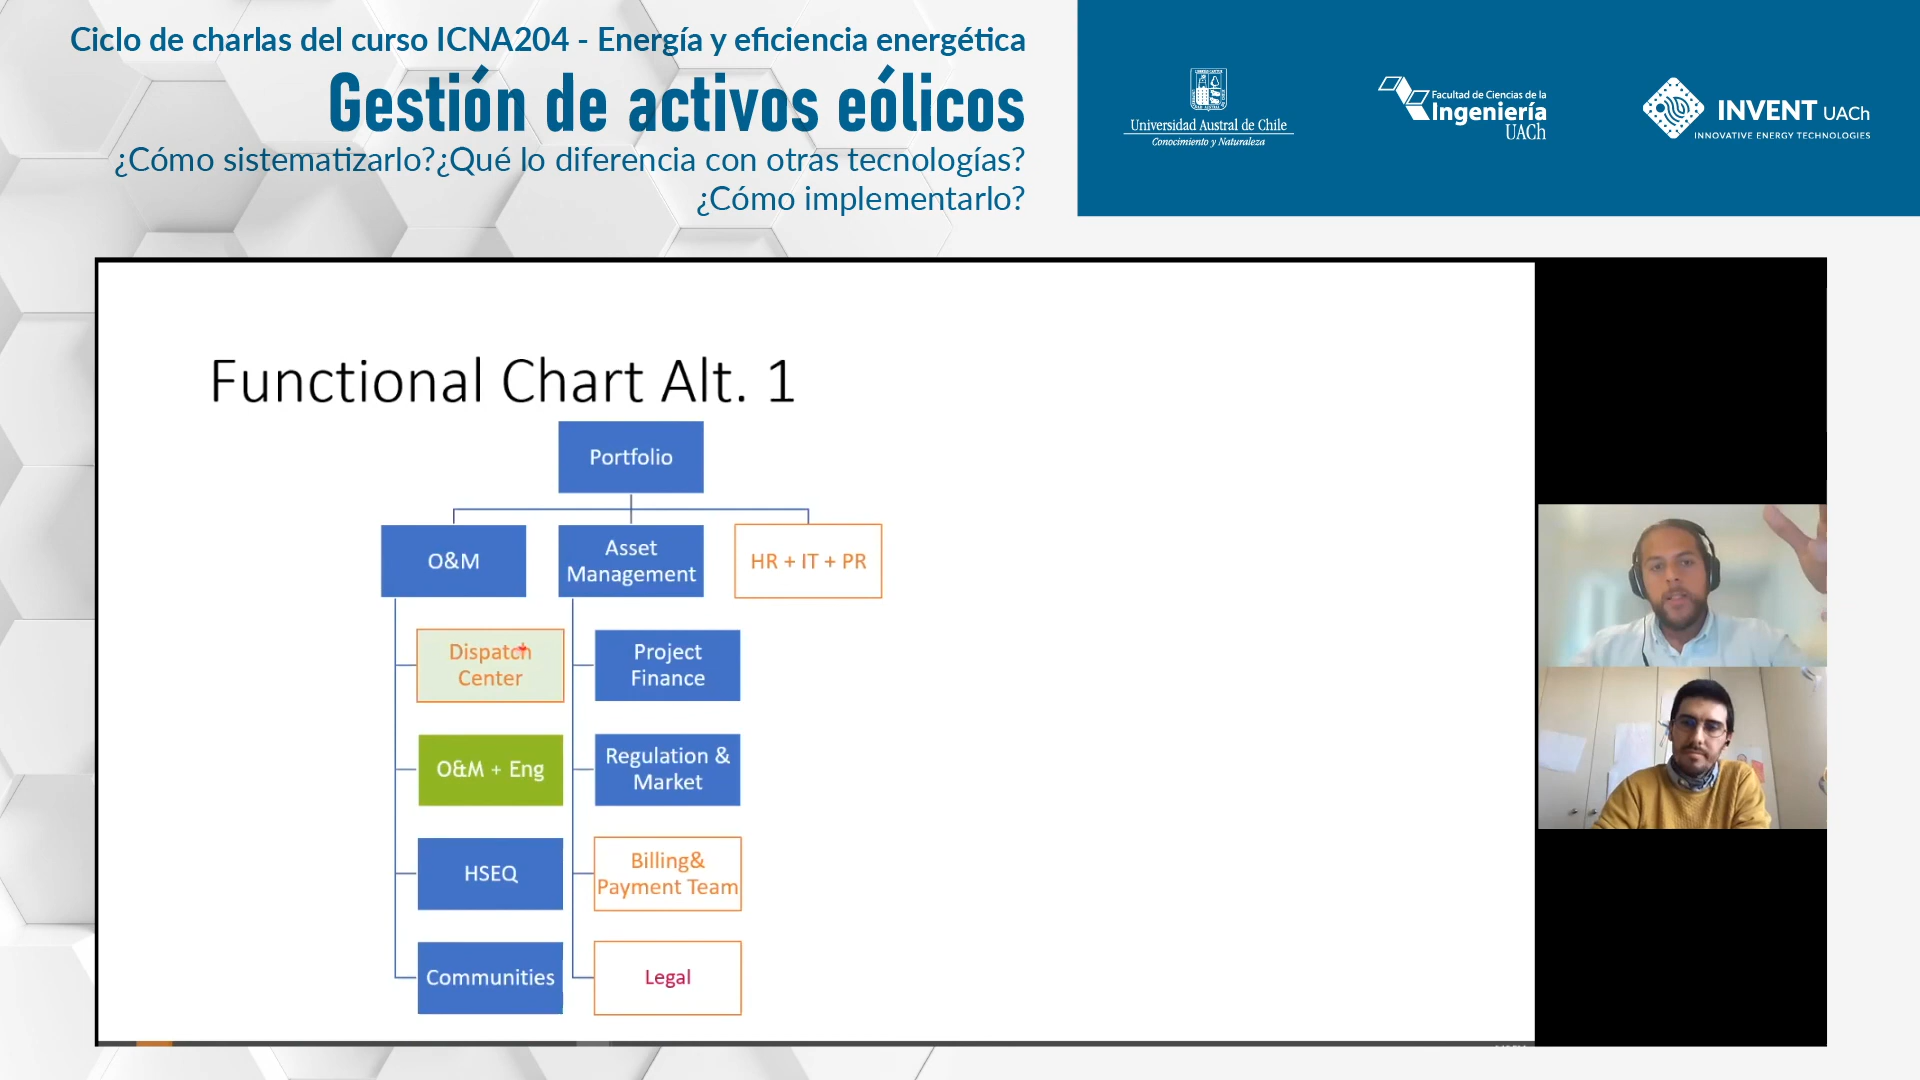 Ciclo de charlas del curso ICNA204 - Energía y eficiencia energética
Gestión de activos eólicos
¿Cómo sistematizarlo?¿Qué lo diferencia con otras tecnologías?
¿Cómo implementarlo?
Universidad Austral de Chile
Conocimiento y Naturaleza
Facultad de Ciencias de la
Ingeniería
UACh
INVENT UACh
INNOVATIVE ENERGY TECHNOLOGIES
Functional Chart Alt. 1
Portfolio
O&M
Asset
Management
HR + IT + PR
Dispatch
Center
Project
Finance
O&M + Eng
Regulation &
Market
HSEQ
Billing&
Payment Team
Communities
Legal